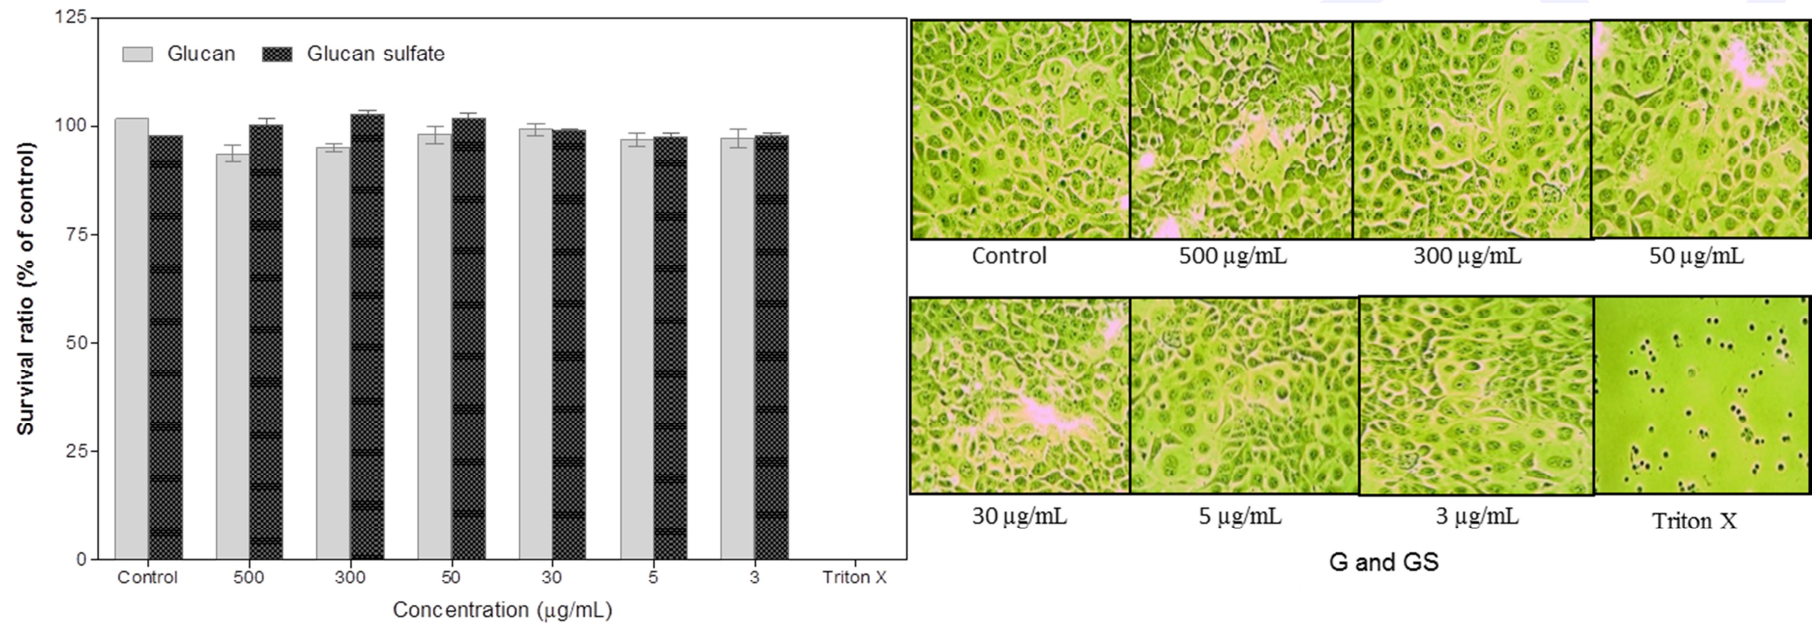 Survival ratio (% of control)
125
100
75
50
25
0
Glucan Glucan sulfate
Control 500 300 50 30 5 3 Triton X
Concentration (µg/mL)
Control 500 µg/mL 300 µg/mL 50 µg/mL
30 µg/mL 5 µg/mL 3 µg/mL Triton X
G and GS